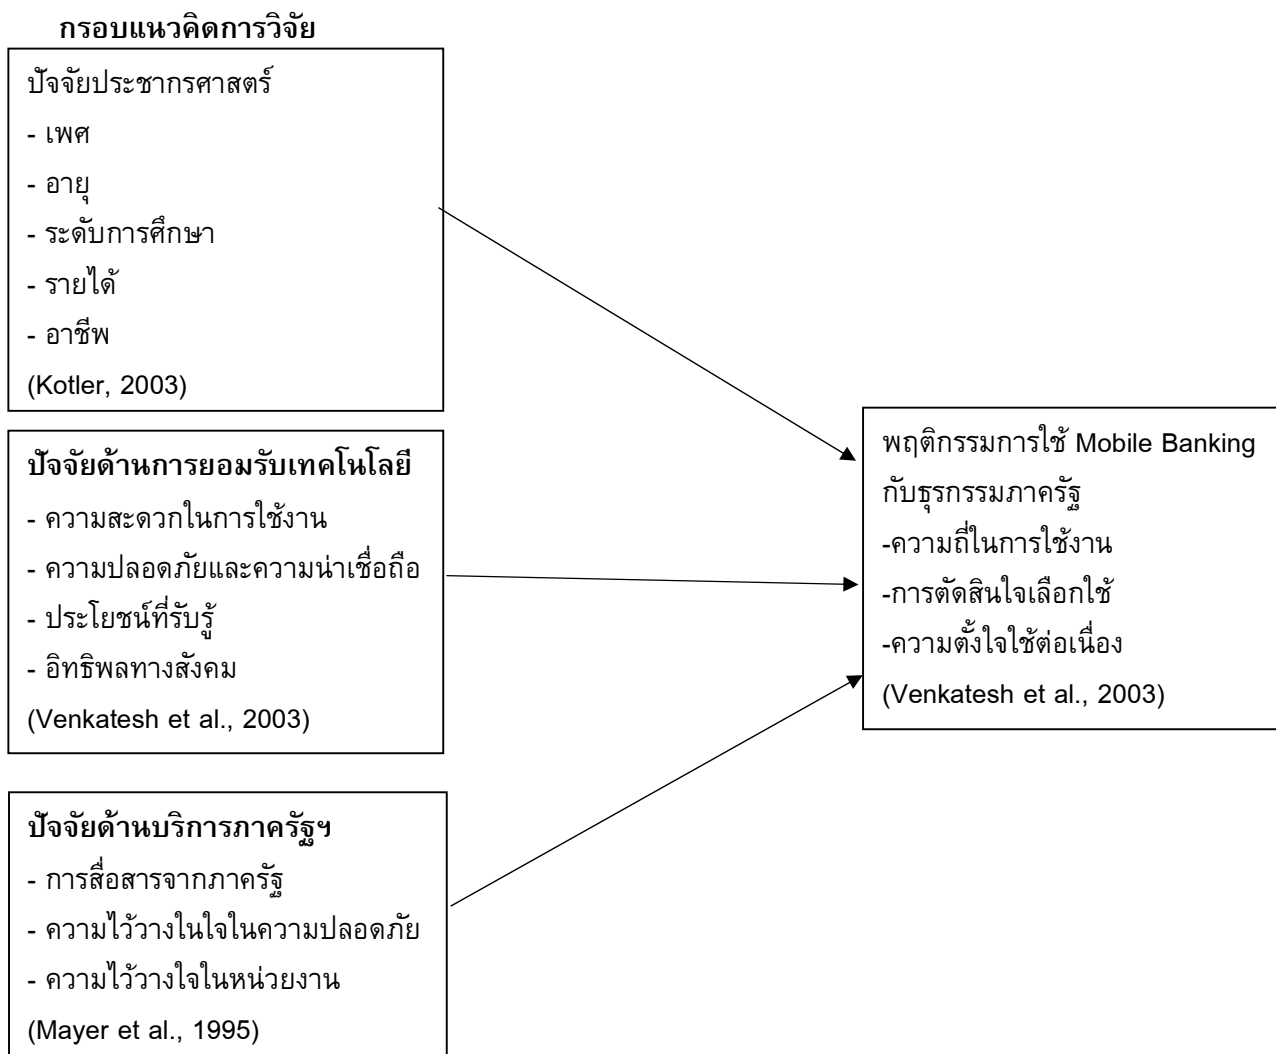 กรอบแนวคิดการวิจัย
ปัจจัยประชากรศาสตร์
- เพศ
- อายุ
- ระดับการศึกษา
- รายได้
- อาชีพ
(Kotler, 2003)
ปัจจัยด้านการยอมรับเทคโนโลยี
- ความสะดวกในการใช้งาน
- ความปลอดภัยและความน่าเชื่อถือ
- ประโยชน์ที่รับรู้
- อิทธิพลทางสังคม
(Venkatesh et al., 2003)
ปัจจัยด้านบริการภาครัฐฯ
- การสื่อสารจากภาครัฐ
- ความไว้วางในใจในความปลอดภัย
- ความไว้วางใจในหน่วยงาน
(Mayer et al., 1995)
พฤติกรรมการใช้ Mobile Banking
กับธุรกรรมภาครัฐ
-ความถี่ในการใช้งาน
-การตัดสินใจเลือกใช้
-ความตั้งใจใช้ต่อเนื่อง
(Venkatesh et al., 2003)